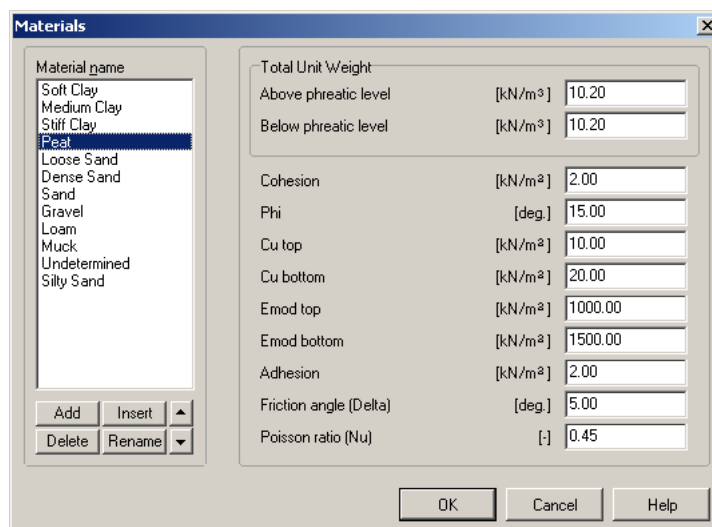 Materials
Material name
Soft Clay
Medium Clay
Stiff Clay
Peat
Loose Sand
Dense Sand
Sand
Gravel
Loam
Muck
Undetermined
Silty Sand
Add Insert
Delete Rename
Total Unit Weight
Above phreatic level [kN/m³] 10.20
Below phreatic level [kN/m³] 10.20
Cohesion [kN/m²] 2.00
Phi [deg.] 15.00
Cu top [kN/m²] 10.00
Cu bottom [kN/m²] 20.00
Emod top [kN/m²] 1000.00
Emod bottom [kN/m²] 1500.00
Adhesion [kN/m²] 2.00
Friction angle (Delta) [deg.] 5.00
Poisson ratio (Nu) [-] 0.45
OK Cancel Help